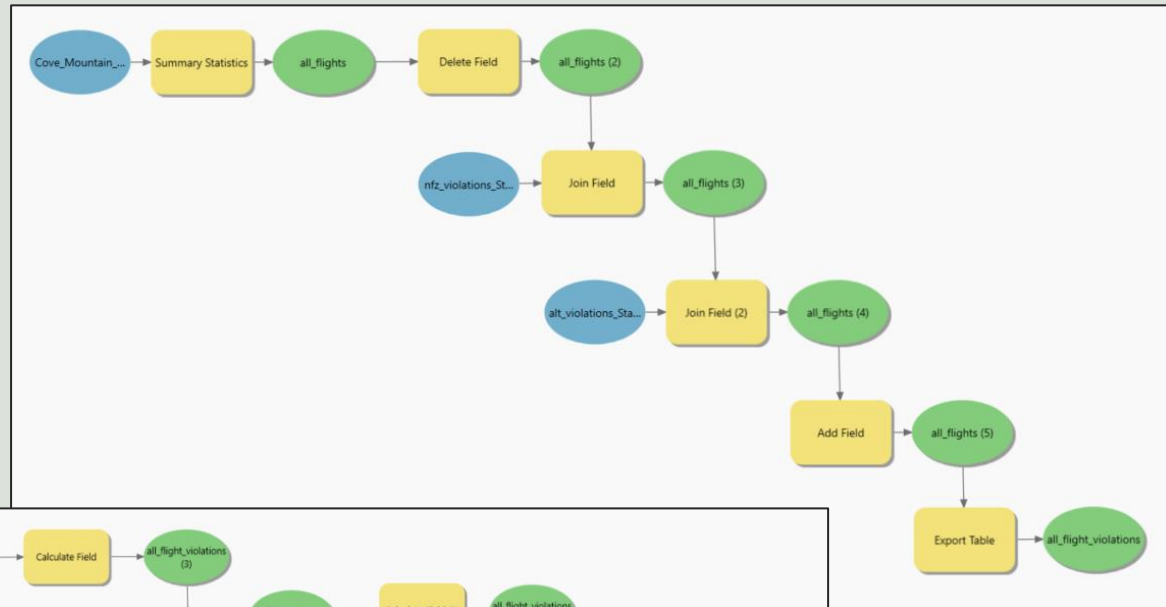 Cove_Mountain_...
Summary Statistics
all_flights
Delete Field
all_flights (2)
nfz_violations_St...
Join Field
all_flights (3)
alt_violations_Sta...
Join Field (2)
all_flights (4)
Add Field
all_flights (5)
Export Table
all_flight_violations
Calculate Field
all_flight_violations
(3)
all_flight_violations